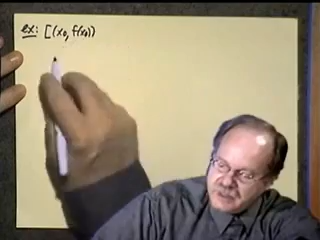 ex: [(x₀, f(x₀))